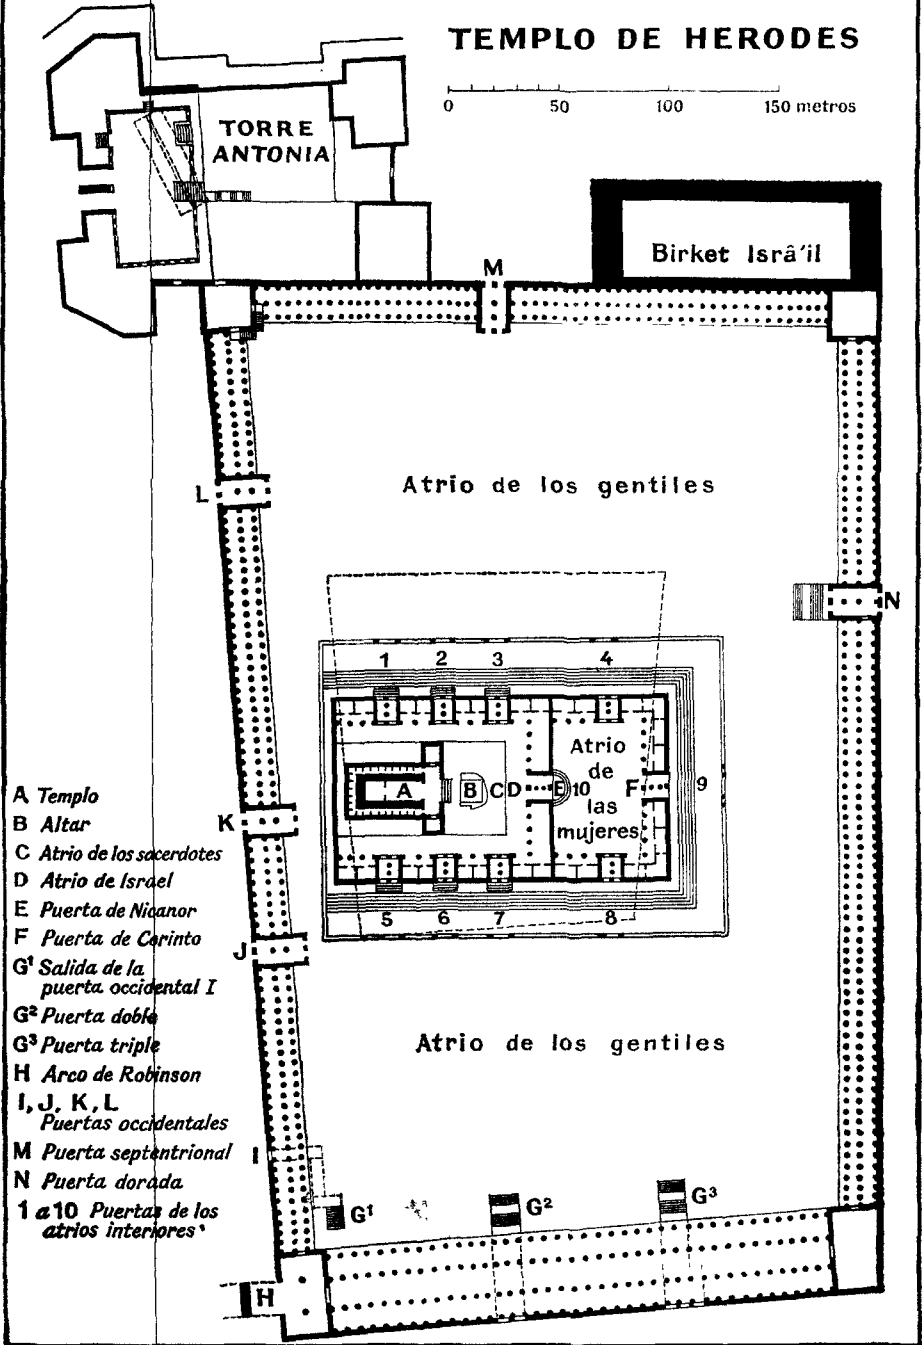 TEMPLO DE HERODES
0 50 100 150 metros
TORRE
ANTONIA
Birket Isrâ'il
M
L
Atrio de los gentiles
N
1 2 3 4
Atrio
de
las
mujeres
A B C D E 10 F 9
K
5 6 7 8
J
Atrio de los gentiles
I
G¹ G² G³
H
A Templo
B Altar
C Atrio de los sacerdotes
D Atrio de Israel
E Puerta de Nicanor
F Puerta de Corinto
G¹ Salida de la
puerta occidental I
G² Puerta doble
G³ Puerta triple
H Arco de Robinson
I, J, K, L
Puertas occidentales
M Puerta septentrional
N Puerta dorada
1 a 10 Puertas de los
atrios interiores